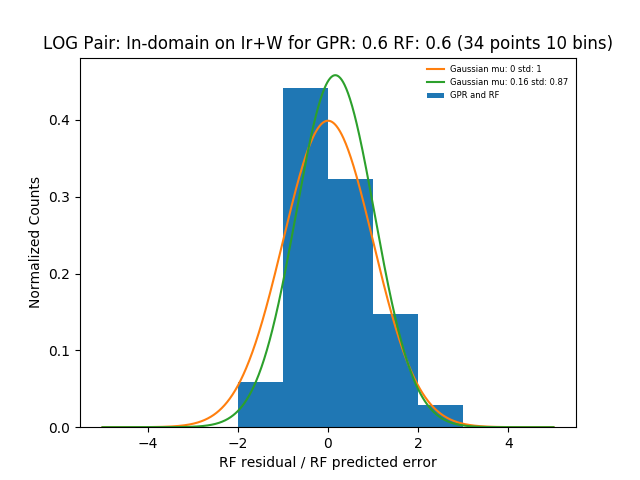 LOG Pair: In-domain on Ir+W for GPR: 0.6 RF: 0.6 (34 points 10 bins)
Gaussian mu: 0 std: 1
Gaussian mu: 0.16 std: 0.87
GPR and RF
Normalized Counts
0.4
0.3
0.2
0.1
0.0
−4
−2
0
2
4
RF residual / RF predicted error